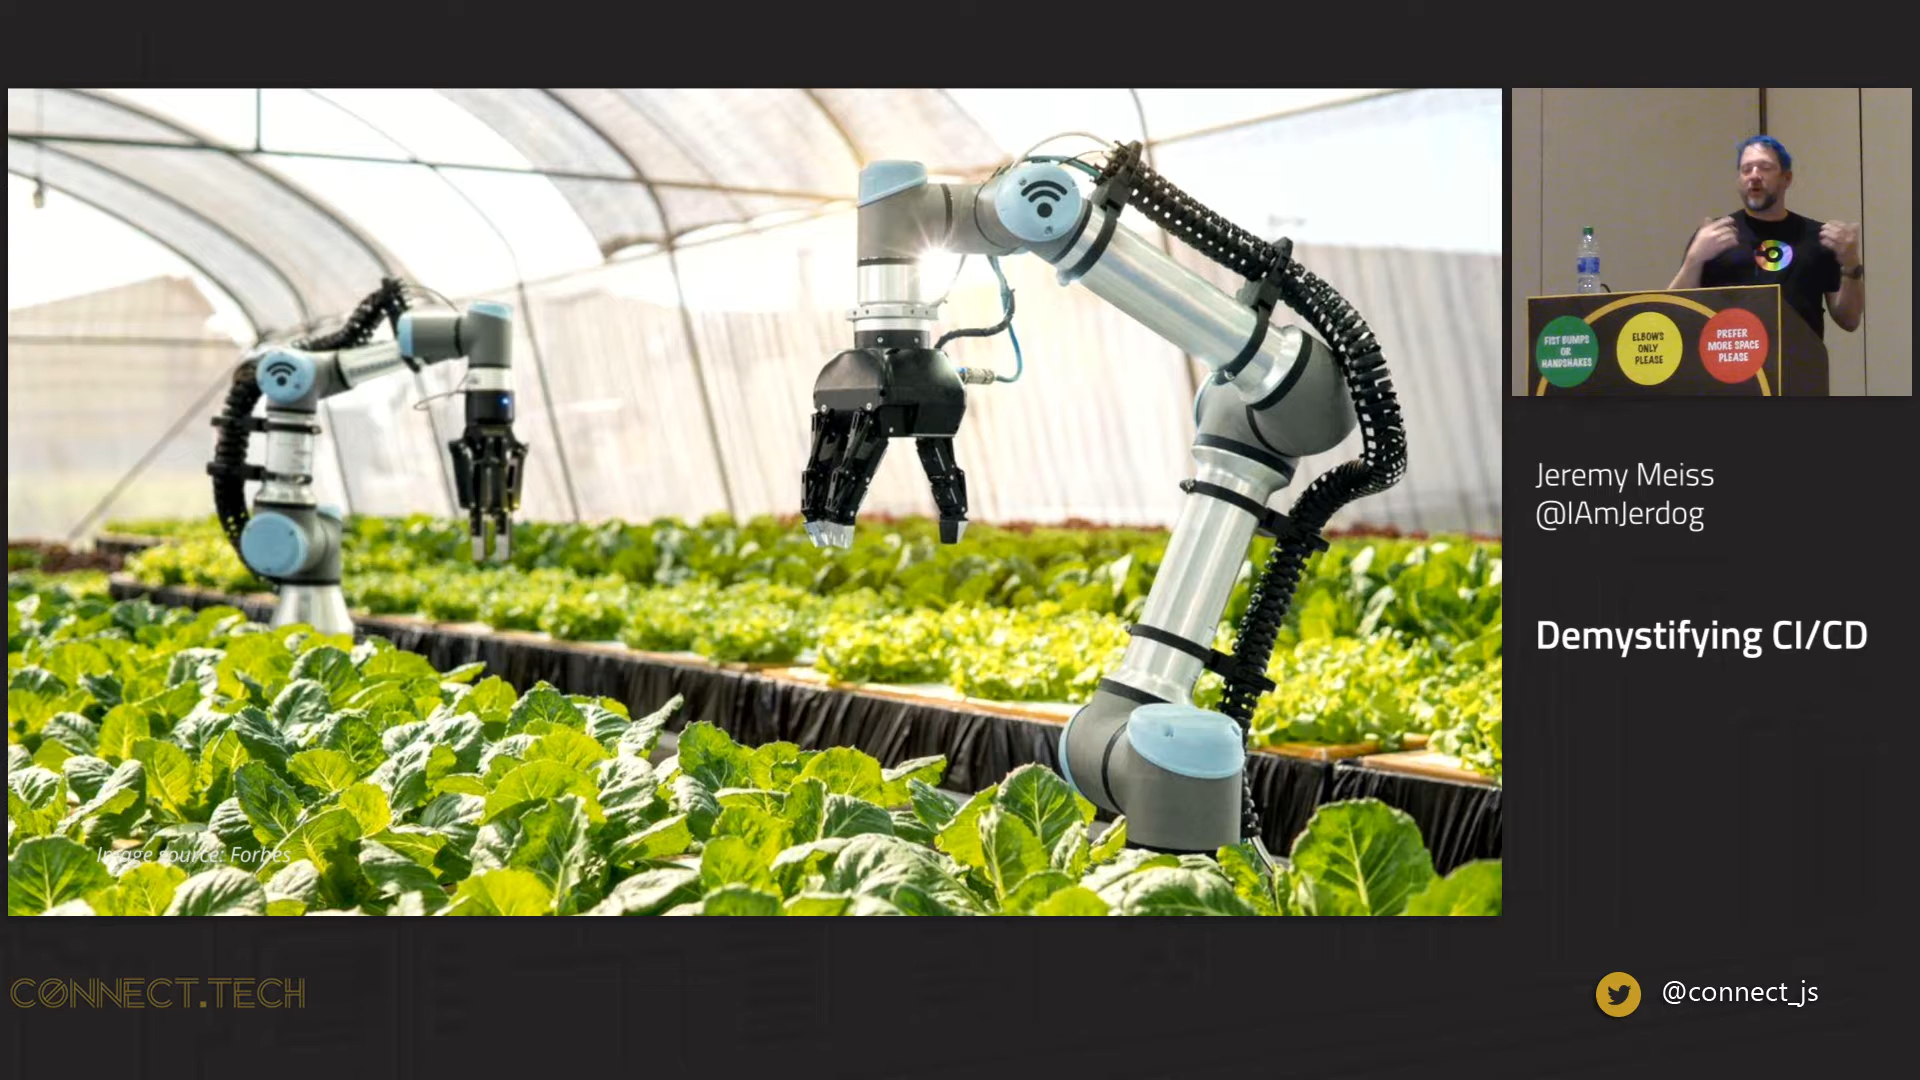 Image source: Forbes
FIST BUMPS
OR
HANDSHAKES
ELBOWS
ONLY
PLEASE
PREFER
MORE SPACE
PLEASE
Jeremy Meiss
@IAmJerdog
Demystifying CI/CD
CONNECT.TECH
@connect_js